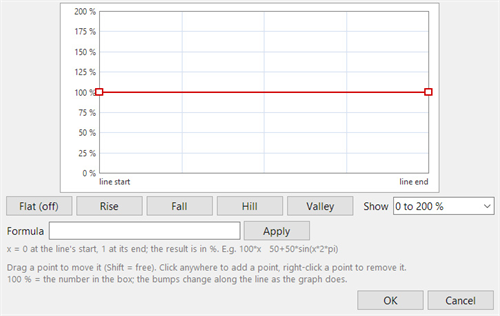 200 %
175 %
150 %
125 %
100 %
75 %
50 %
25 %
0 %
line start line end
Flat (off) Rise Fall Hill Valley Show 0 to 200 %
Formula Apply
x = 0 at the line's start, 1 at its end; the result is in %. E.g. 100*x 50+50*sin(x*2*pi)
Drag a point to move it (Shift = free). Click anywhere to add a point, right-click a point to remove it.
100 % = the number in the box; the bumps change along the line as the graph does.
OK Cancel